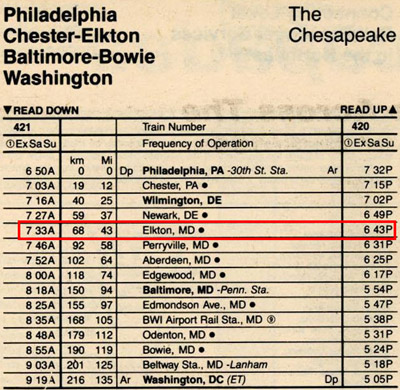 Philadelphia
Chester-Elkton
Baltimore-Bowie
Washington
The
Chesapeake
▼READ DOWN READ UP▲
421 Train Number 420
①ExSaSu Frequency of Operation ①ExSaSu
km Mi
6 50A 0 0 Dp Philadelphia, PA -30th St. Sta. Ar 7 32P
7 03A 19 12 Chester, PA ● 7 15P
7 16A 40 25 Wilmington, DE 7 02P
7 27A 59 37 Newark, DE ● 6 49P
7 33A 68 43 Elkton, MD ● 6 43P
7 46A 92 58 Perryville, MD ● 6 31P
7 52A 102 64 Aberdeen, MD ● 6 25P
8 00A 118 74 Edgewood, MD ● 6 17P
8 18A 150 94 Baltimore, MD -Penn. Sta. 5 54P
8 25A 155 97 Edmondson Ave., MD ● 5 47P
8 35A 168 105 BWI Airport Rail Sta., MD ⑨ 5 38P
8 48A 179 112 Odenton, MD ● 5 31P
8 55A 190 119 Bowie, MD ● 5 24P
9 03A 201 125 Beltway Sta., MD -Lanham 5 18P
9 19A 216 135 Ar Washington, DC (ET) Dp 5 05P